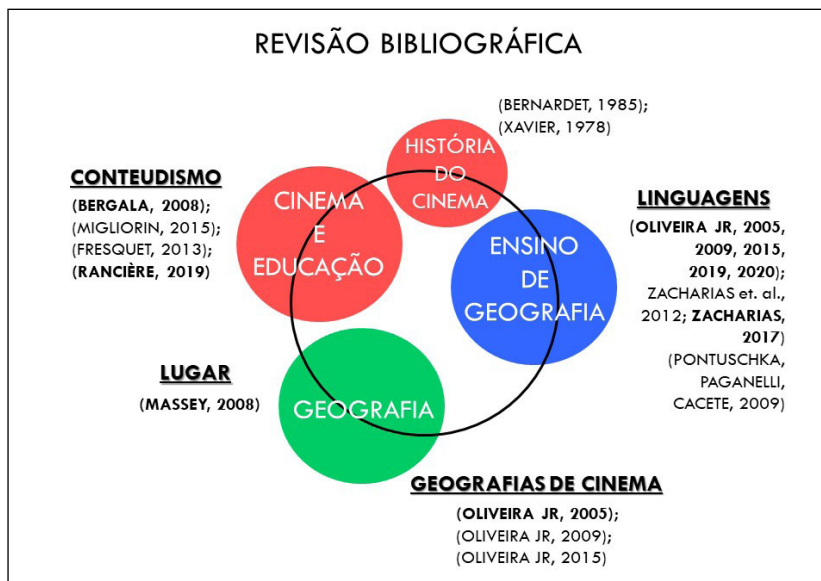 REVISÃO BIBLIOGRÁFICA
(BERNARDET, 1985);
(XAVIER, 1978)
HISTÓRIA
DO
CINEMA
CONTEUDISMO
(BERGALA, 2008);
(MIGLIORIN, 2015);
(FRESQUET, 2013);
(RANCIÈRE, 2019)
CINEMA
E
EDUCAÇÃO
LINGUAGENS
(OLIVEIRA JR, 2005,
2009, 2015,
2019, 2020);
ZACHARIAS et. al.,
2012; ZACHARIAS,
2017)
(PONTUSCHKA,
PAGANELLI,
CACETE, 2009)
ENSINO
DE
GEOGRAFIA
LUGAR
(MASSEY, 2008)
GEOGRAFIA
GEOGRAFIAS DE CINEMA
(OLIVEIRA JR, 2005);
(OLIVEIRA JR, 2009);
(OLIVEIRA JR, 2015)